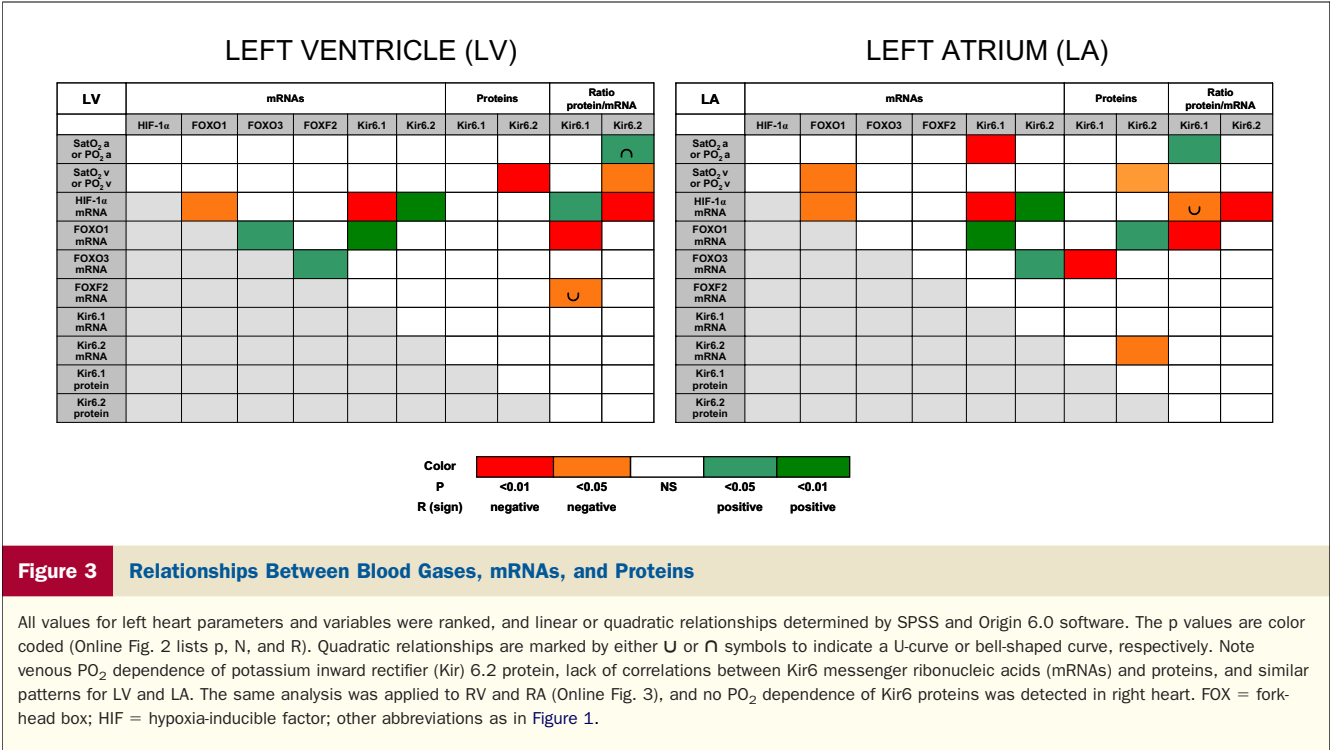 LEFT VENTRICLE (LV)
LV mRNAs Proteins Ratio protein/mRNA
HIF-1α FOXO1 FOXO3 FOXF2 Kir6.1 Kir6.2 Kir6.1 Kir6.2 Kir6.1 Kir6.2
SatO2 a
or PO2 a
∩
SatO2 v
or PO2 v
HIF-1α
mRNA
FOXO1
mRNA
FOXO3
mRNA
FOXF2
mRNA
∪
Kir6.1
mRNA
Kir6.2
mRNA
Kir6.1
protein
Kir6.2
protein
LEFT ATRIUM (LA)
LA mRNAs Proteins Ratio protein/mRNA
HIF-1α FOXO1 FOXO3 FOXF2 Kir6.1 Kir6.2 Kir6.1 Kir6.2 Kir6.1 Kir6.2
SatO2 a
or PO2 a
SatO2 v
or PO2 v
HIF-1α
mRNA
∪
FOXO1
mRNA
FOXO3
mRNA
FOXF2
mRNA
Kir6.1
mRNA
Kir6.2
mRNA
Kir6.1
protein
Kir6.2
protein
Color
P <0.01 <0.05 NS <0.05 <0.01
R (sign) negative negative positive positive
Figure 3 Relationships Between Blood Gases, mRNAs, and Proteins
All values for left heart parameters and variables were ranked, and linear or quadratic relationships determined by SPSS and Origin 6.0 software. The p values are color
coded (Online Fig. 2 lists p, N, and R). Quadratic relationships are marked by either ∪ or ∩ symbols to indicate a U-curve or bell-shaped curve, respectively. Note
venous PO2 dependence of potassium inward rectifier (Kir) 6.2 protein, lack of correlations between Kir6 messenger ribonucleic acids (mRNAs) and proteins, and similar
patterns for LV and LA. The same analysis was applied to RV and RA (Online Fig. 3), and no PO2 dependence of Kir6 proteins was detected in right heart. FOX = fork-
head box; HIF = hypoxia-inducible factor; other abbreviations as in Figure 1.